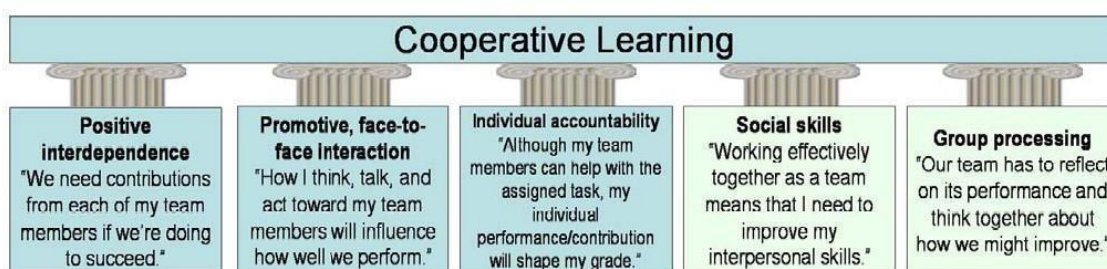 Cooperative Learning
Positive
interdependence
"We need contributions
from each of my team
members if we're doing
to succeed."
Promotive, face-to-
face interaction
"How I think, talk, and
act toward my team
members will influence
how well we perform."
Individual accountability
"Although my team
members can help with the
assigned task, my
individual
performance/contribution
will shape my grade."
Social skills
"Working effectively
together as a team
means that I need to
improve my
interpersonal skills."
Group processing
"Our team has to reflect
on its performance and
think together about
how we might improve."